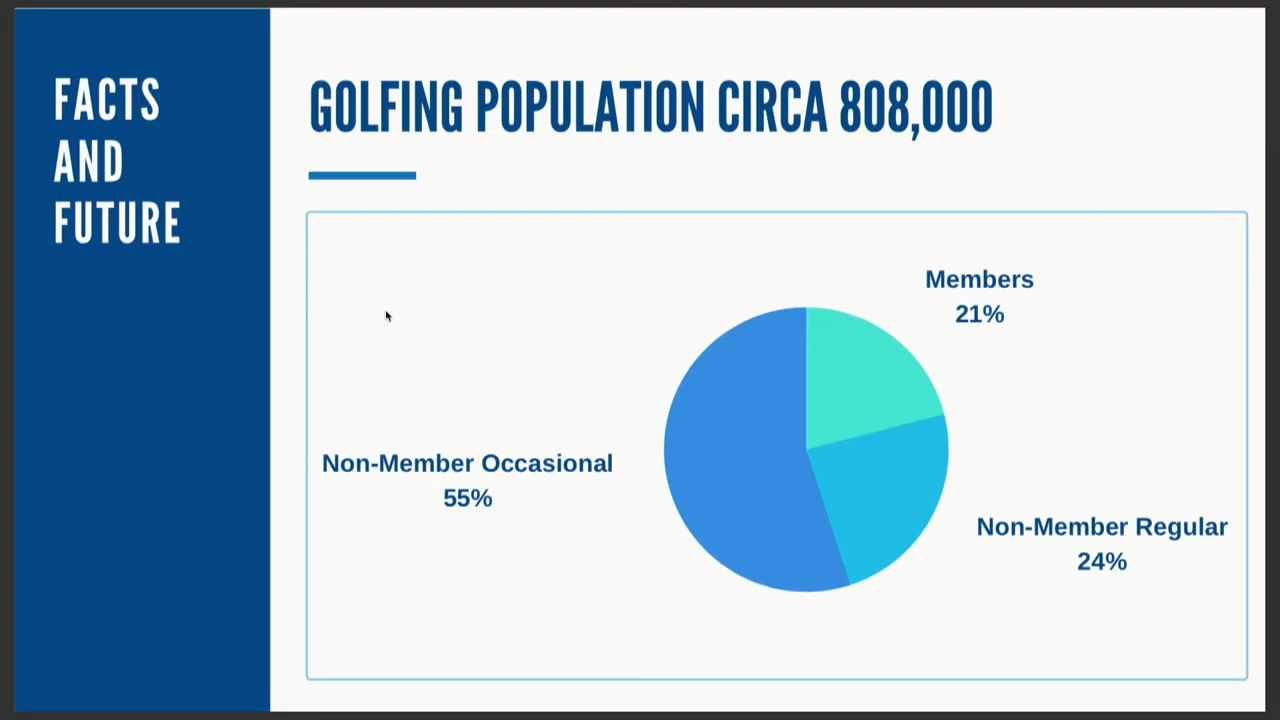 FACTS
AND
FUTURE
GOLFING POPULATION CIRCA 808,000
Members
21%
Non-Member Occasional
55%
Non-Member Regular
24%